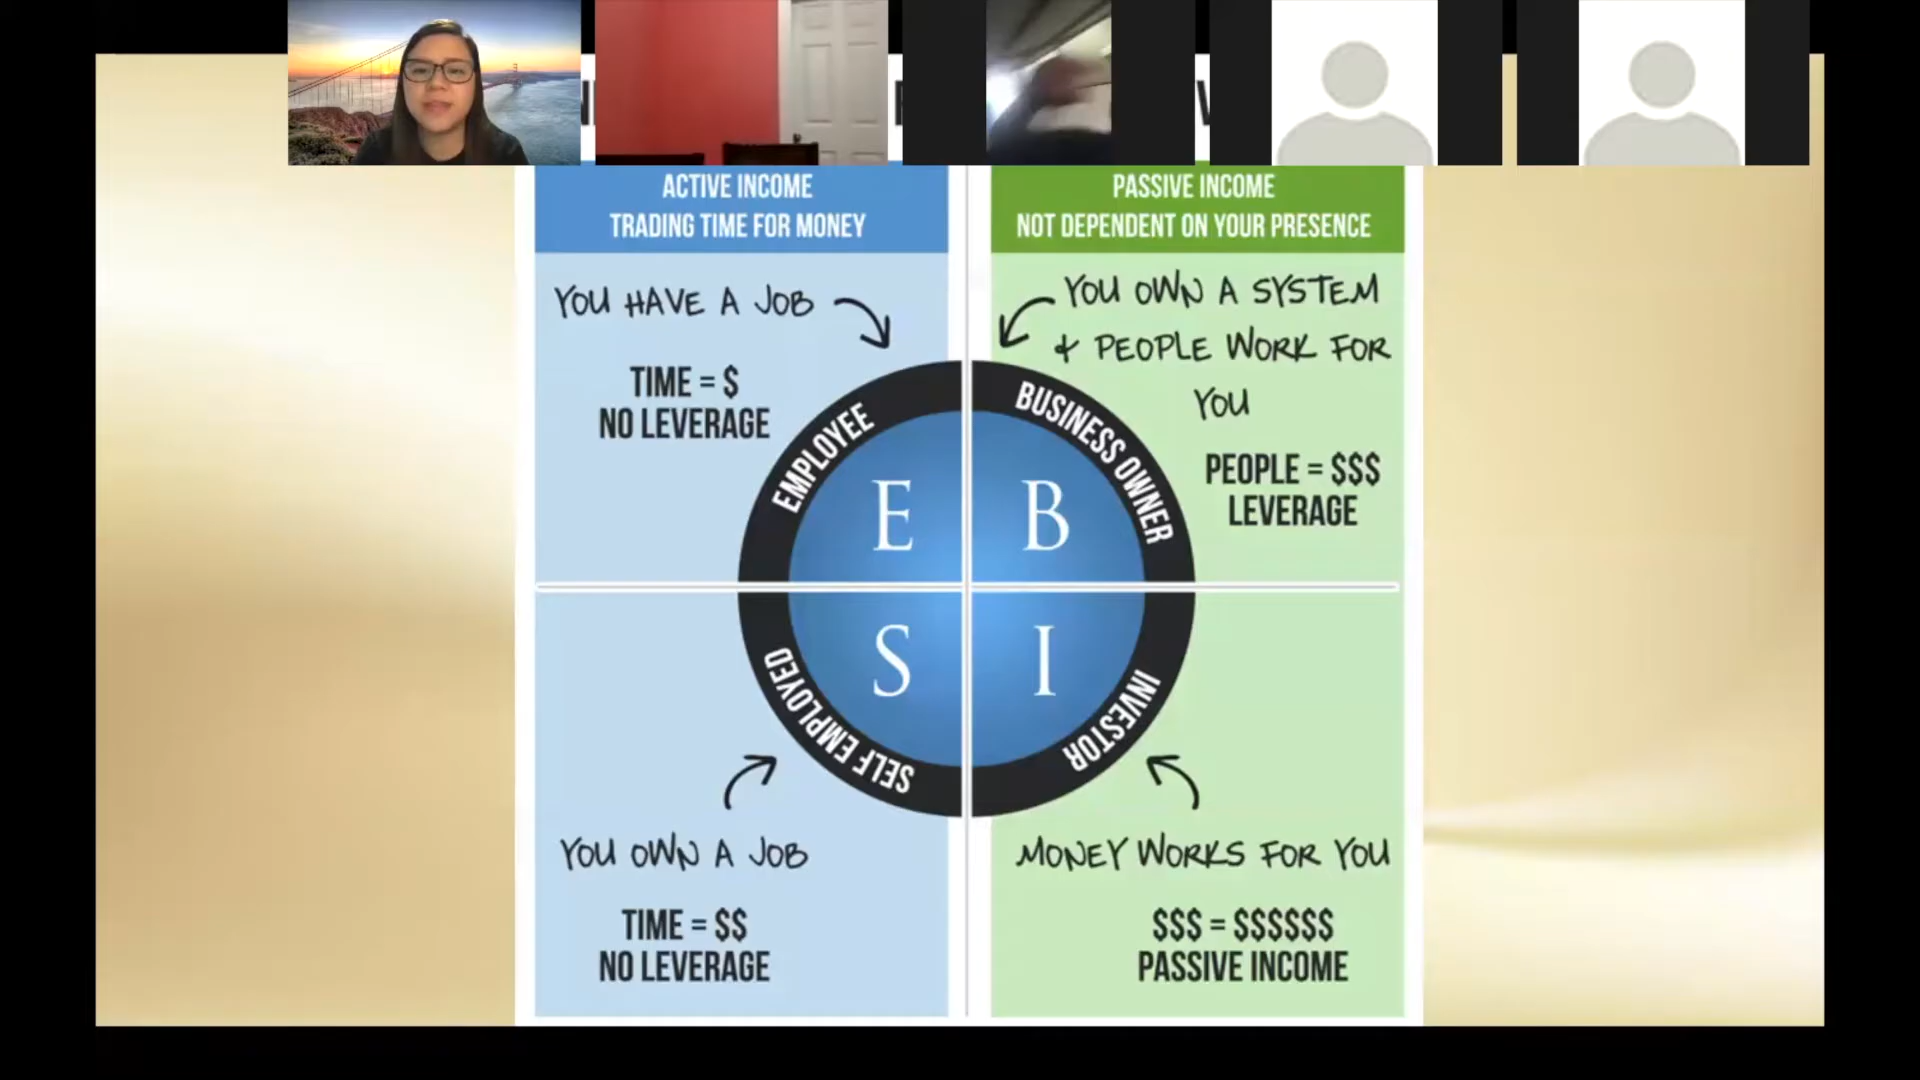 ACTIVE INCOME
TRADING TIME FOR MONEY
PASSIVE INCOME
NOT DEPENDENT ON YOUR PRESENCE
YOU HAVE A JOB
TIME = $
NO LEVERAGE
YOU OWN A SYSTEM
+ PEOPLE WORK FOR
YOU
PEOPLE = $$$
LEVERAGE
EMPLOYEE
BUSINESS OWNER
E
B
S
I
SELF EMPLOYED
INVESTOR
YOU OWN A JOB
TIME = $$
NO LEVERAGE
MONEY WORKS FOR YOU
$$$ = $$$$$$
PASSIVE INCOME